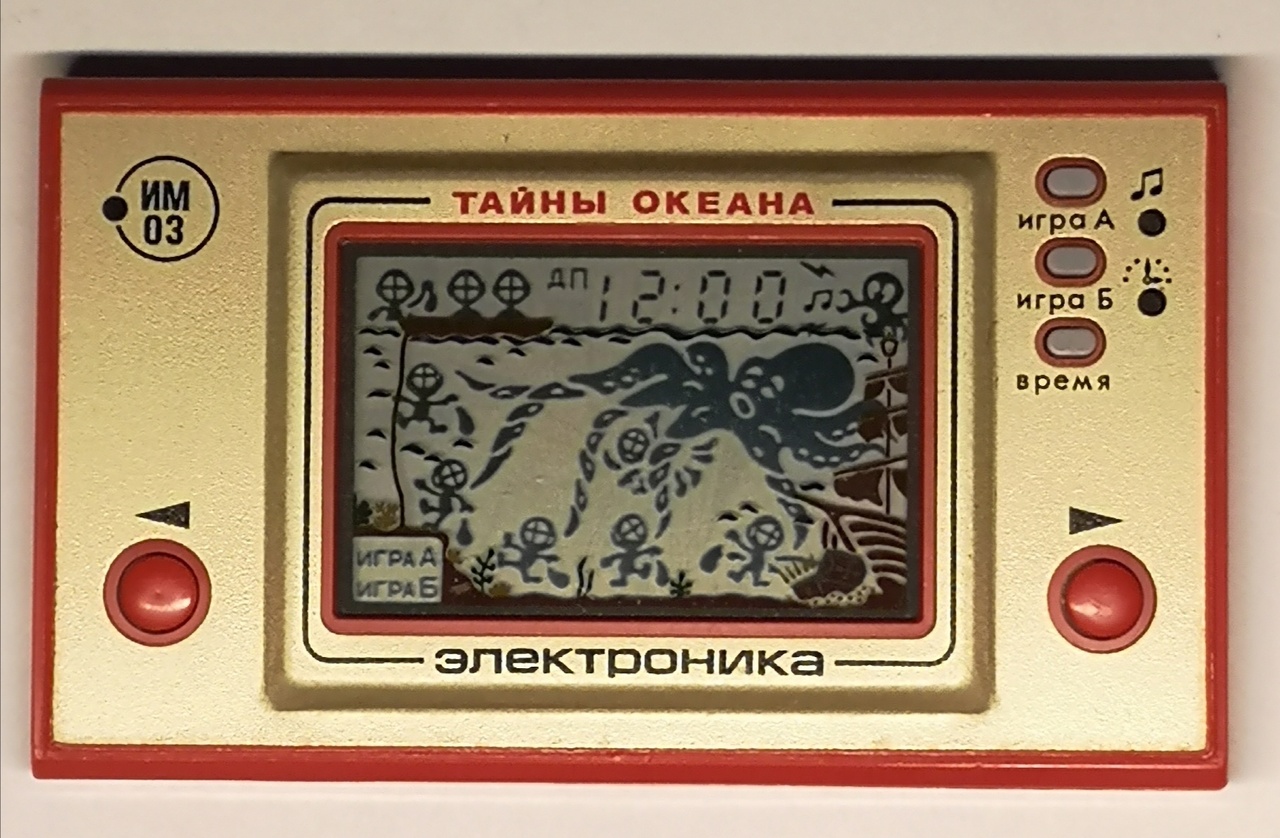 ИМ
03
ТАЙНЫ ОКЕАНА
ДП 12:00
игра А
игра Б
время
ИГРА А
ИГРА Б
электроника